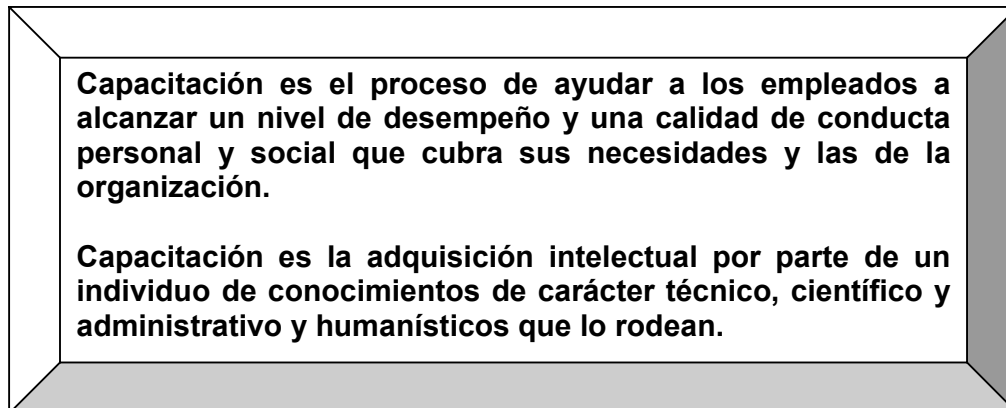 Capacitación es el proceso de ayudar a los empleados a
alcanzar un nivel de desempeño y una calidad de conducta
personal y social que cubra sus necesidades y las de la
organización.
Capacitación es la adquisición intelectual por parte de un
individuo de conocimientos de carácter técnico, científico y
administrativo y humanísticos que lo rodean.